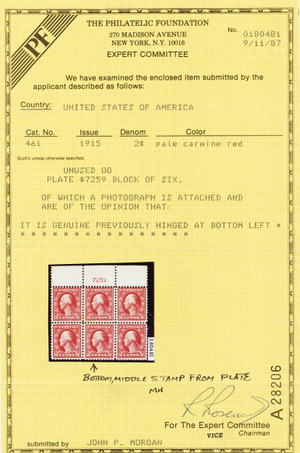 PF
THE PHILATELIC FOUNDATION
270 MADISON AVENUE
NEW YORK, N.Y. 10016
EXPERT COMMITTEE
No. 0180481
9/11/87
We have examined the enclosed item submitted by the
applicant described as follows:
Country: UNITED STATES OF AMERICA
Cat. No. Issue Denom Color
461 1915 2¢ pale carmine red
Scott's unless otherwise specified.
UNUSED OG
PLATE #7259 BLOCK OF SIX.
OF WHICH A PHOTOGRAPH IS ATTACHED AND
ARE OF THE OPINION THAT:
IT IS GENUINE PREVIOUSLY HINGED AT BOTTOM LEFT *
* * * * * * * * * * * * * * * *
7259
180481
BOTTOM, MIDDLE STAMP FROM PLATE
MH
A 28206
For The Expert Committee
VICE Chairman
submitted by JOHN P. MORGAN